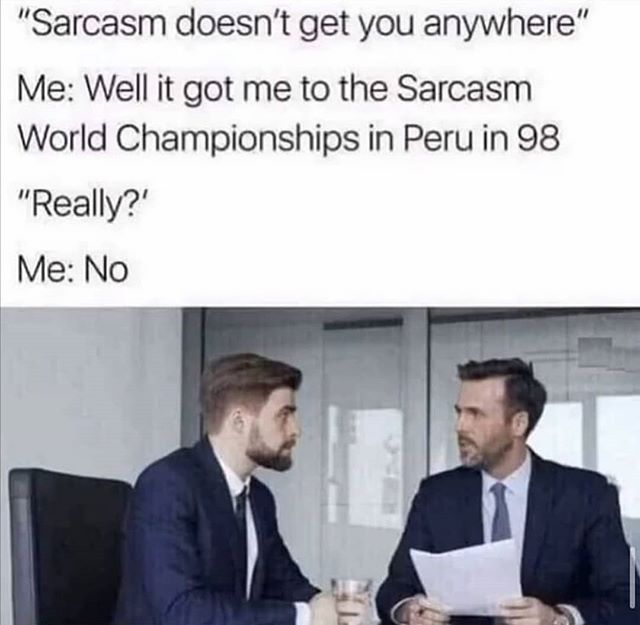 "Sarcasm doesn't get you anywhere"
Me: Well it got me to the Sarcasm
World Championships in Peru in 98
"Really?'
Me: No